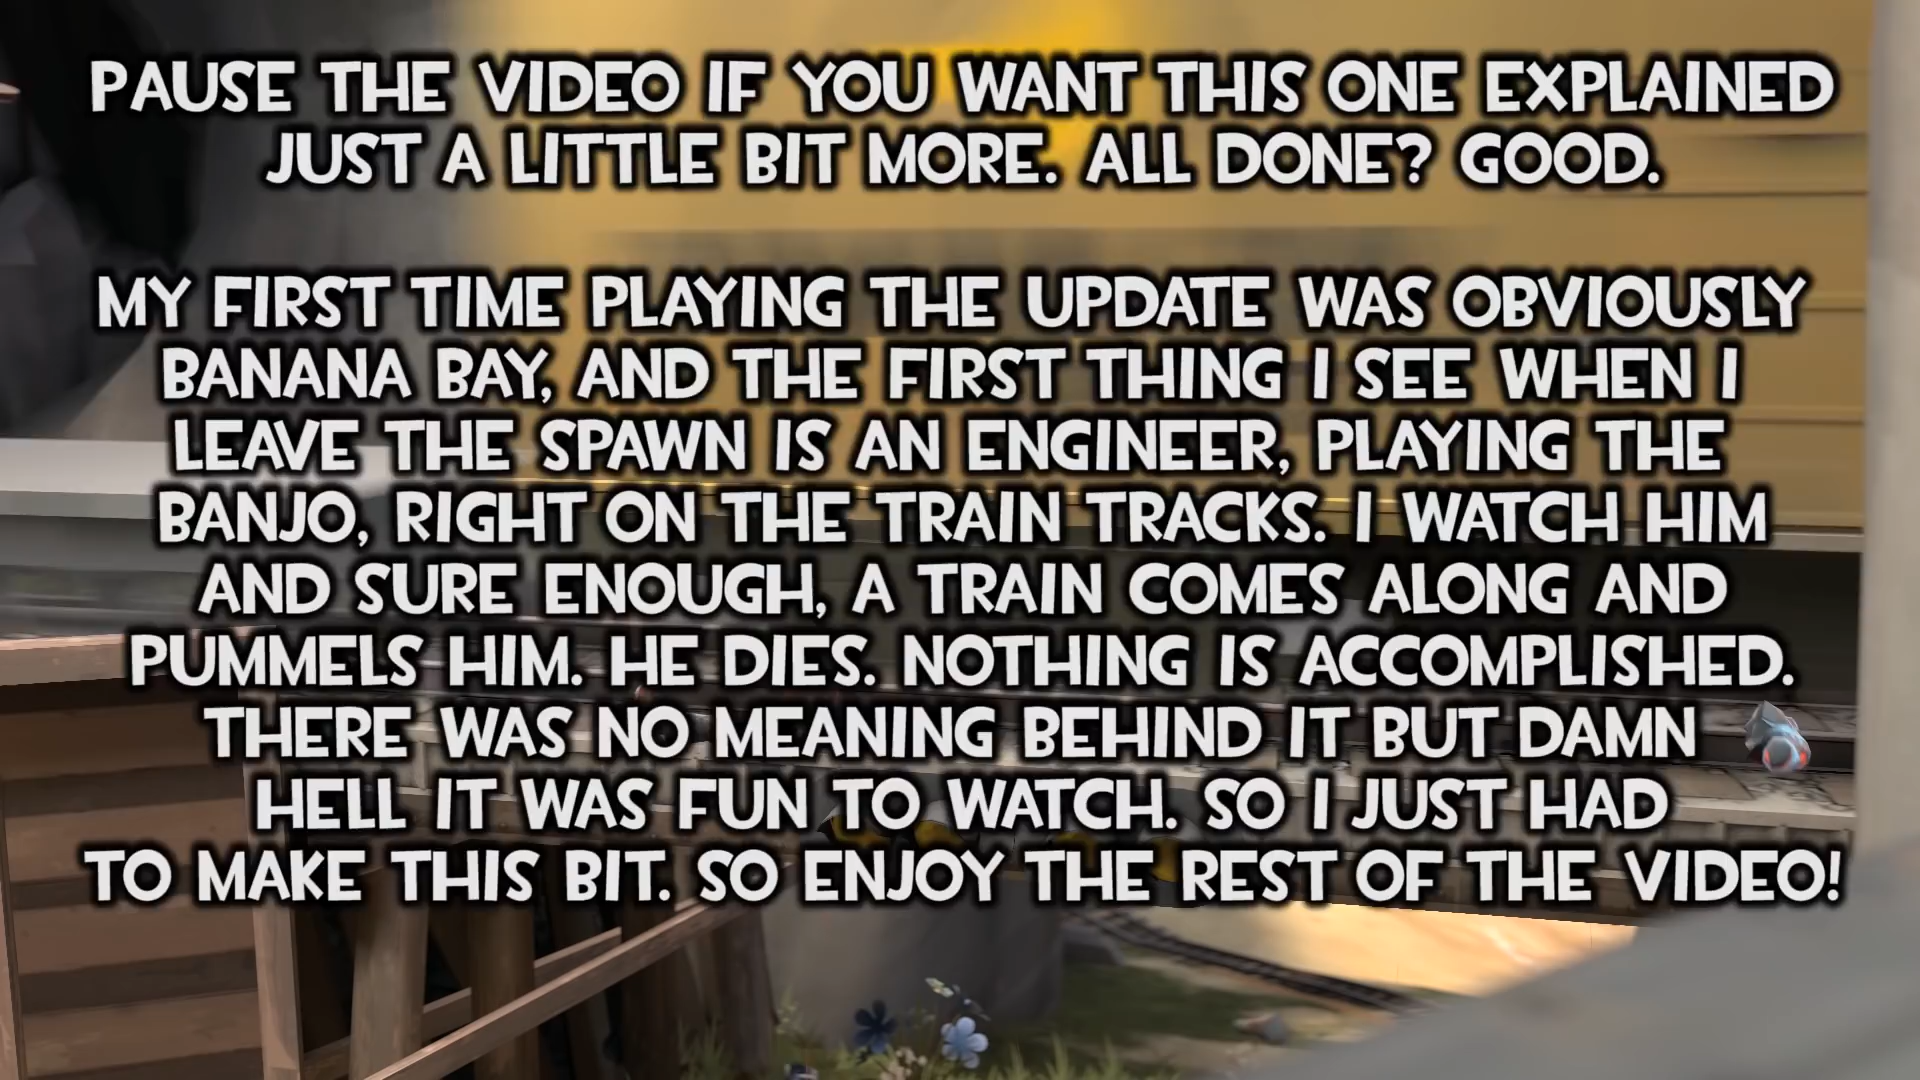 PAUSE THE VIDEO IF YOU WANT THIS ONE EXPLAINED
JUST A LITTLE BIT MORE. ALL DONE? GOOD.
MY FIRST TIME PLAYING THE UPDATE WAS OBVIOUSLY
BANANA BAY, AND THE FIRST THING I SEE WHEN I
LEAVE THE SPAWN IS AN ENGINEER, PLAYING THE
BANJO, RIGHT ON THE TRAIN TRACKS. I WATCH HIM
AND SURE ENOUGH, A TRAIN COMES ALONG AND
PUMMELS HIM. HE DIES. NOTHING IS ACCOMPLISHED.
THERE WAS NO MEANING BEHIND IT BUT DAMN
HELL IT WAS FUN TO WATCH. SO I JUST HAD
TO MAKE THIS BIT. SO ENJOY THE REST OF THE VIDEO!